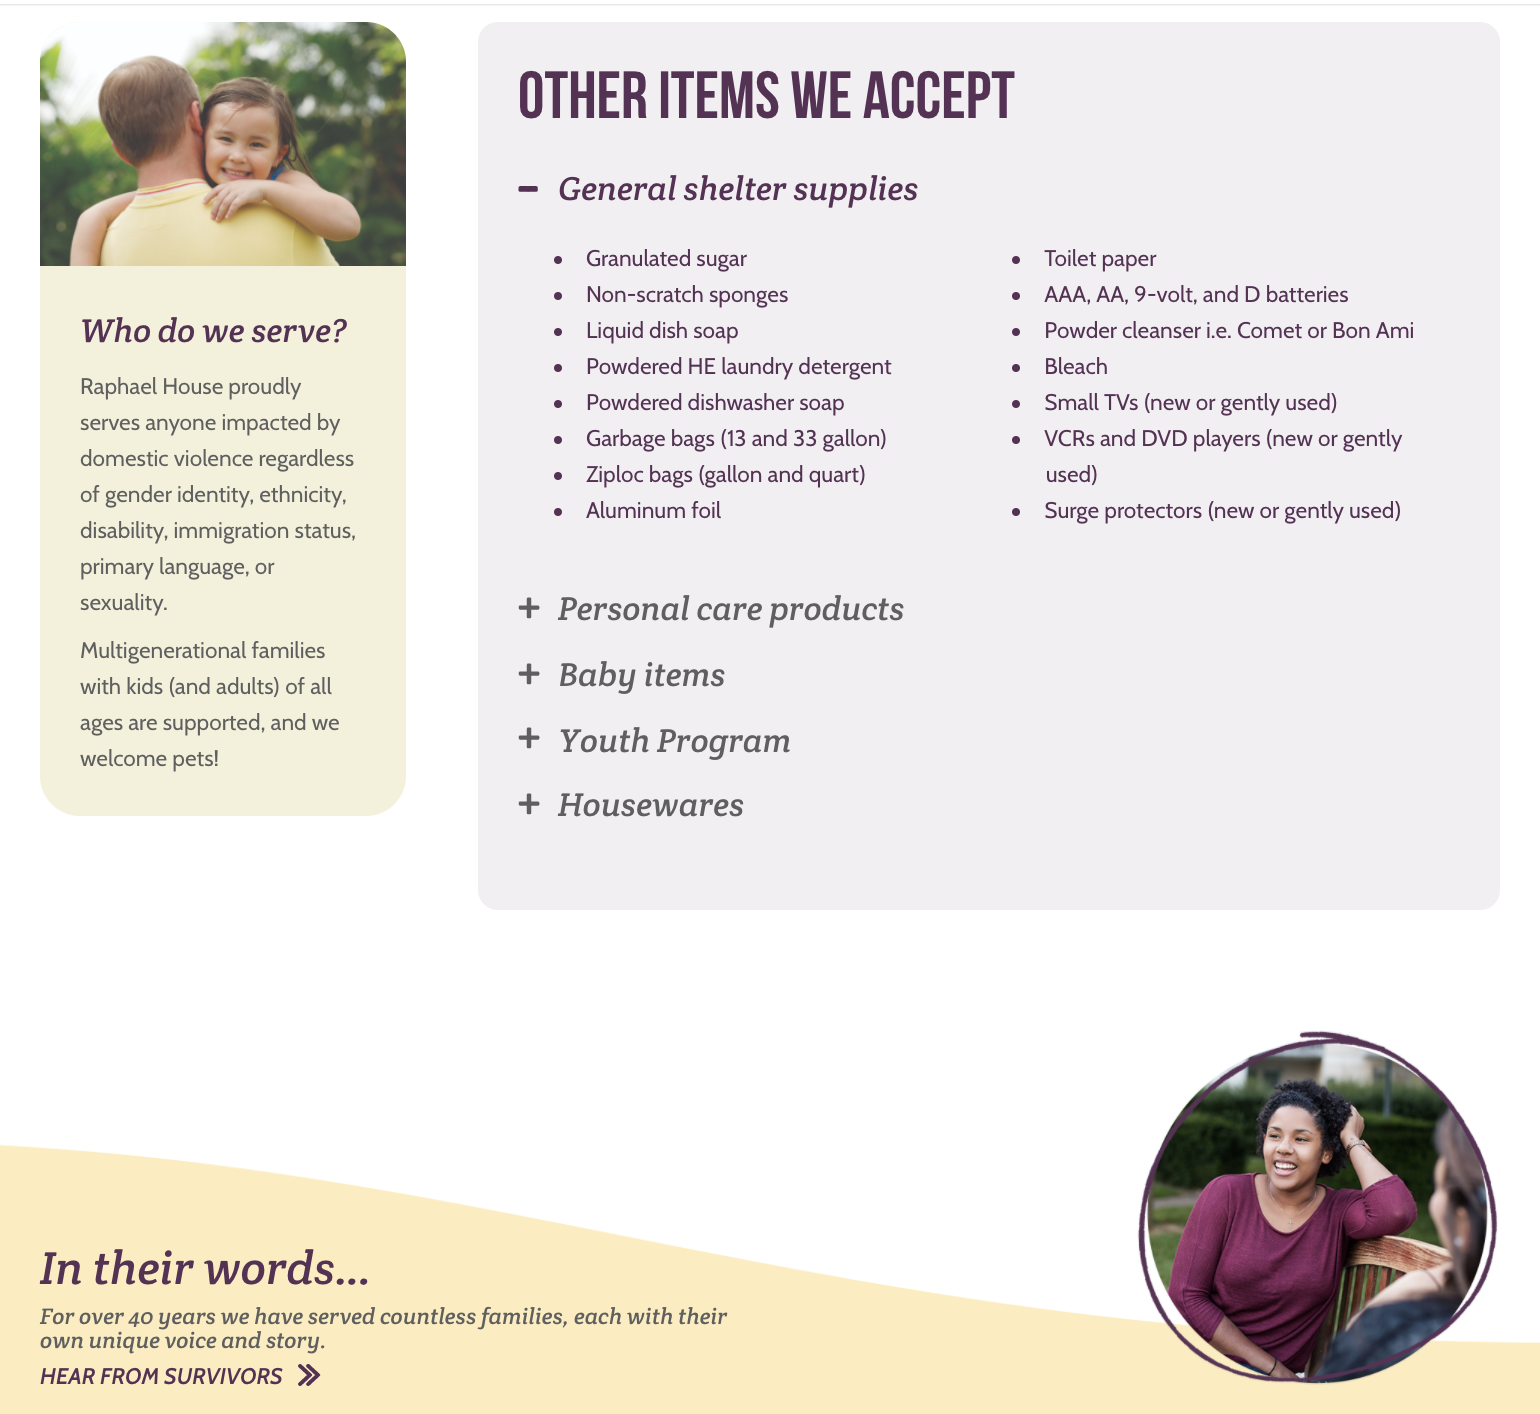 Who do we serve?
Raphael House proudly
serves anyone impacted by
domestic violence regardless
of gender identity, ethnicity,
disability, immigration status,
primary language, or
sexuality.
Multigenerational families
with kids (and adults) of all
ages are supported, and we
welcome pets!
OTHER ITEMS WE ACCEPT
General shelter supplies
Granulated sugar
Non-scratch sponges
Liquid dish soap
Powdered HE laundry detergent
Powdered dishwasher soap
Garbage bags (13 and 33 gallon)
Ziploc bags (gallon and quart)
Aluminum foil
Toilet paper
AAA, AA, 9-volt, and D batteries
Powder cleanser i.e. Comet or Bon Ami
Bleach
Small TVs (new or gently used)
VCRs and DVD players (new or gently
used)
Surge protectors (new or gently used)
Personal care products
Baby items
Youth Program
Housewares
In their words...
For over 40 years we have served countless families, each with their
own unique voice and story.
HEAR FROM SURVIVORS